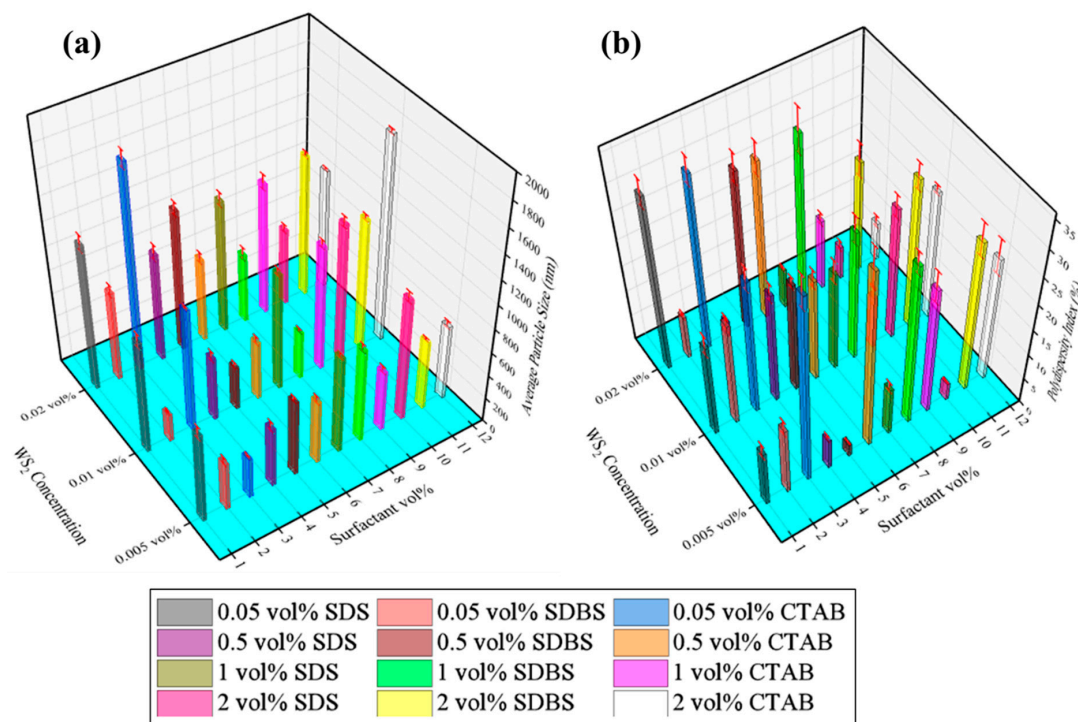 (a)
2000
1800
1600
1400
1200
1000
800
600
400
200
0
Average Particle Size (nm)
0.02 vol%
0.01 vol%
0.005 vol%
WS₂ Concentration
1
2
3
4
5
6
7
8
9
10
11
12
Surfactant vol%
(b)
35
30
25
20
15
10
5
Polydispersity Index (%)
0.02 vol%
0.01 vol%
0.005 vol%
WS₂ Concentration
1
2
3
4
5
6
7
8
9
10
11
12
Surfactant vol%
0.05 vol% SDS 0.05 vol% SDBS 0.05 vol% CTAB
0.5 vol% SDS 0.5 vol% SDBS 0.5 vol% CTAB
1 vol% SDS 1 vol% SDBS 1 vol% CTAB
2 vol% SDS 2 vol% SDBS 2 vol% CTAB